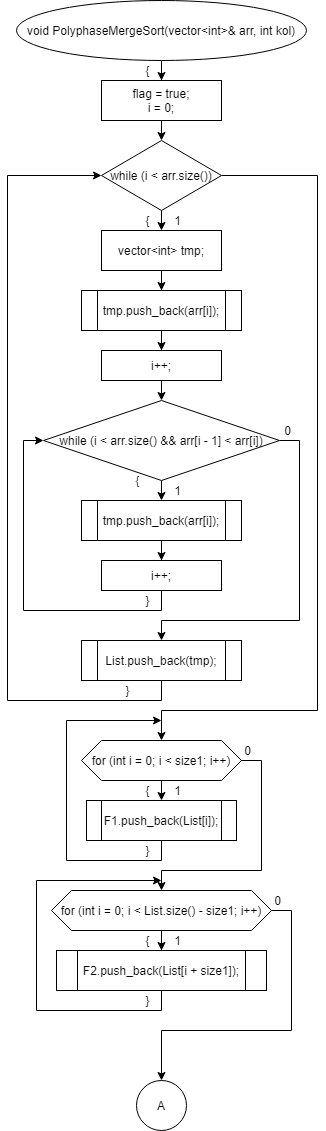 void PolyphaseMergeSort(vector<int>& arr, int kol)
{
flag = true;
i = 0;
while (i < arr.size())
{ 1
vector<int> tmp;
tmp.push_back(arr[i]);
i++;
while (i < arr.size() && arr[i - 1] < arr[i])
0
{
1
tmp.push_back(arr[i]);
i++;
}
List.push_back(tmp);
}
for (int i = 0; i < size1; i++)
0
{ 1
F1.push_back(List[i]);
}
for (int i = 0; i < List.size() - size1; i++)
0
{ 1
F2.push_back(List[i + size1]);
}
A